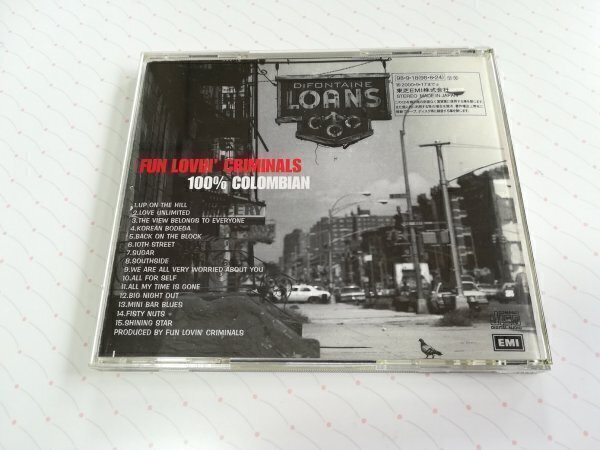 DiFONTAINE
LOANS
FUN LOVIN' CRIMINALS
100% COLOMBIAN
1.UP ON THE HILL
2.LOVE UNLIMITED
3.THE VIEW BELONGS TO EVERYONE
4.KOREAN BODEGA
5.BACK ON THE BLOCK
6.10TH STREET
7.SUGAR
8.SOUTHSIDE
9.WE ARE ALL VERY WORRIED ABOUT YOU
10.ALL FOR SELF
11.ALL MY TIME IS GONE
12.BIG NIGHT OUT
13.MINI BAR BLUES
14.FISTY NUTS
15.SHINING STAR
PRODUCED BY FUN LOVIN' CRIMINALS
東芝EMI株式会社
STEREO MADE IN JAPAN
EMI